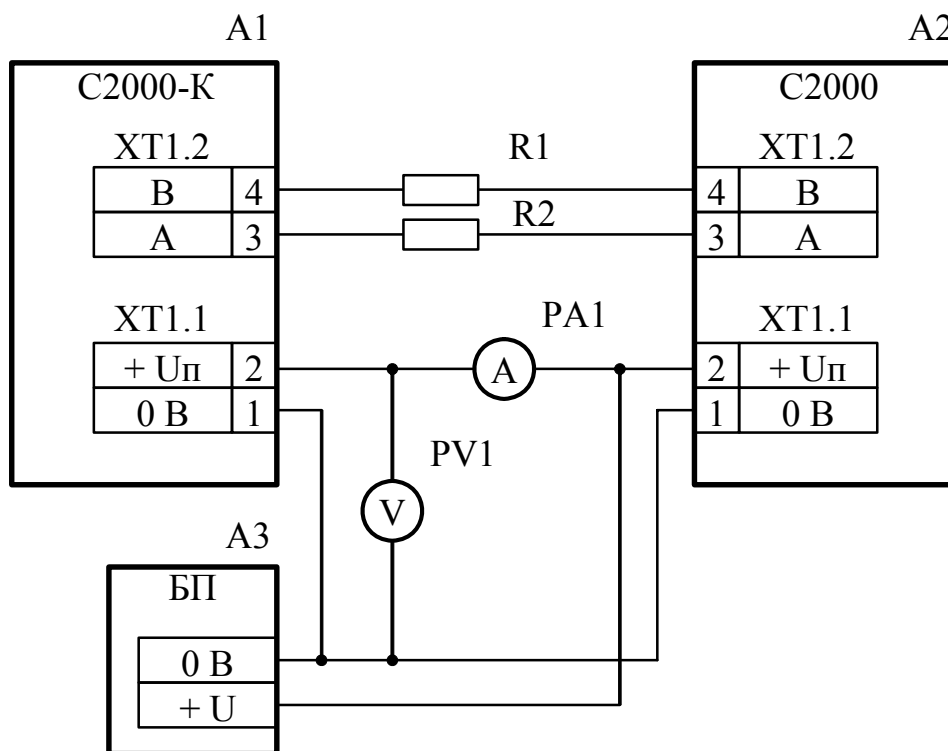 A1
A2
С2000-К
С2000
XT1.2
R1
XT1.2
B 4
4 B
A 3
R2
3 A
XT1.1
PA1
XT1.1
+ Uп 2
A
2 + Uп
0 В 1
1 0 В
PV1
V
A3
БП
0 В
+ U